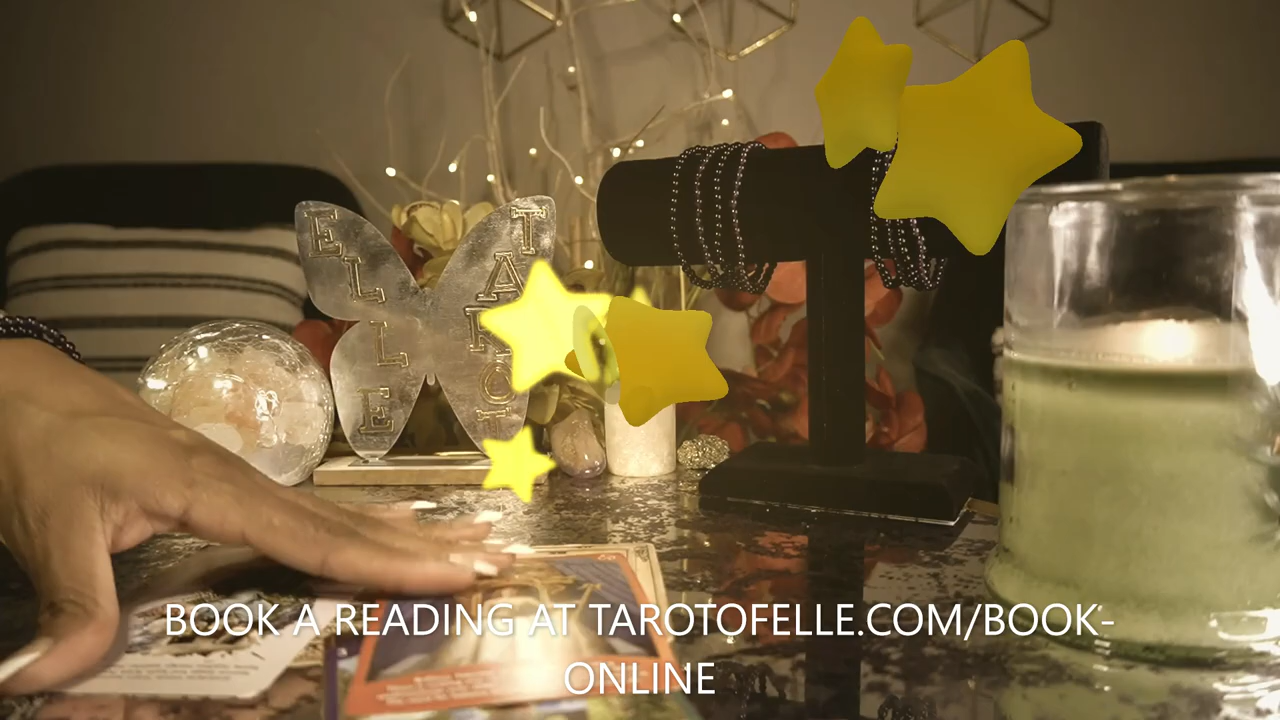 ELLE
TAROT
BOOK A READING AT TAROTOFELLE.COM/BOOK-
ONLINE